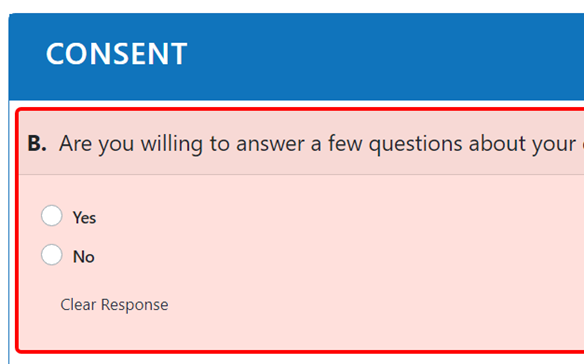 CONSENT
B. Are you willing to answer a few questions about your
Yes
No
Clear Response